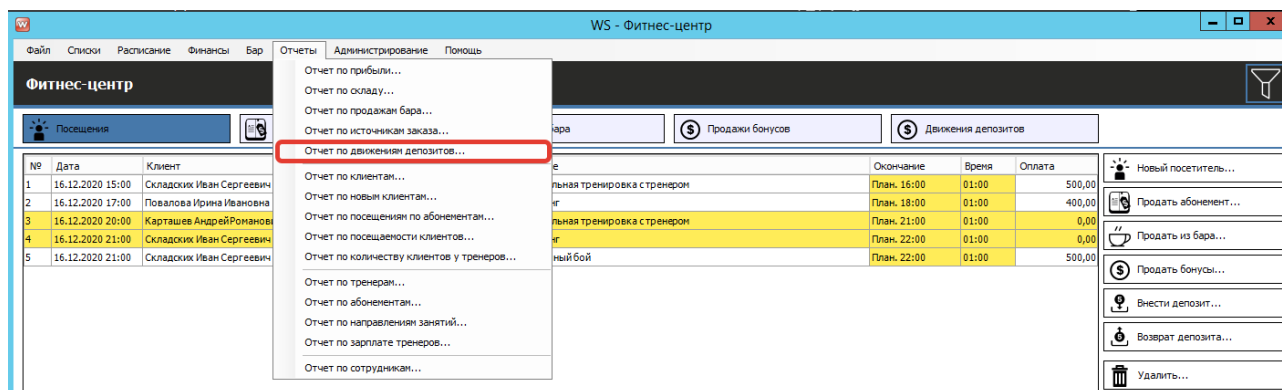 WS - Фитнес-центр
Файл Списки Расписание Финансы Бар Отчеты Администрирование Помощь
Фитнес-центр
Отчет по прибыли...
Отчет по складу...
Отчет по продажам бара...
Отчет по источникам заказа...
Отчет по движениям депозитов...
Отчет по клиентам...
Отчет по новым клиентам...
Отчет по посещениям по абонементам...
Отчет по посещаемости клиентов...
Отчет по количеству клиентов у тренеров...
Отчет по тренерам...
Отчет по абонементам...
Отчет по направлениям занятий...
Отчет по зарплате тренеров...
Отчет по сотрудникам...
Посещения бара Продажи бонусов Движения депозитов
№ Дата Клиент е Окончание Время Оплата
1 16.12.2020 15:00 Складских Иван Сергеевич льная тренировка с тренером План. 16:00 01:00 500,00
2 16.12.2020 17:00 Повалова Ирина Ивановна нг План. 18:00 01:00 400,00
3 16.12.2020 20:00 Карташев АндрейРоманов льная тренировка с тренером План. 21:00 01:00 0,00
4 16.12.2020 21:00 Складских Иван Сергеевич нг План. 22:00 01:00 0,00
5 16.12.2020 21:00 Складских Иван Сергеевич ный бой План. 22:00 01:00 500,00
Новый посетитель...
Продать абонемент...
Продать из бара...
Продать бонусы...
Внести депозит...
Возврат депозита...
Удалить...